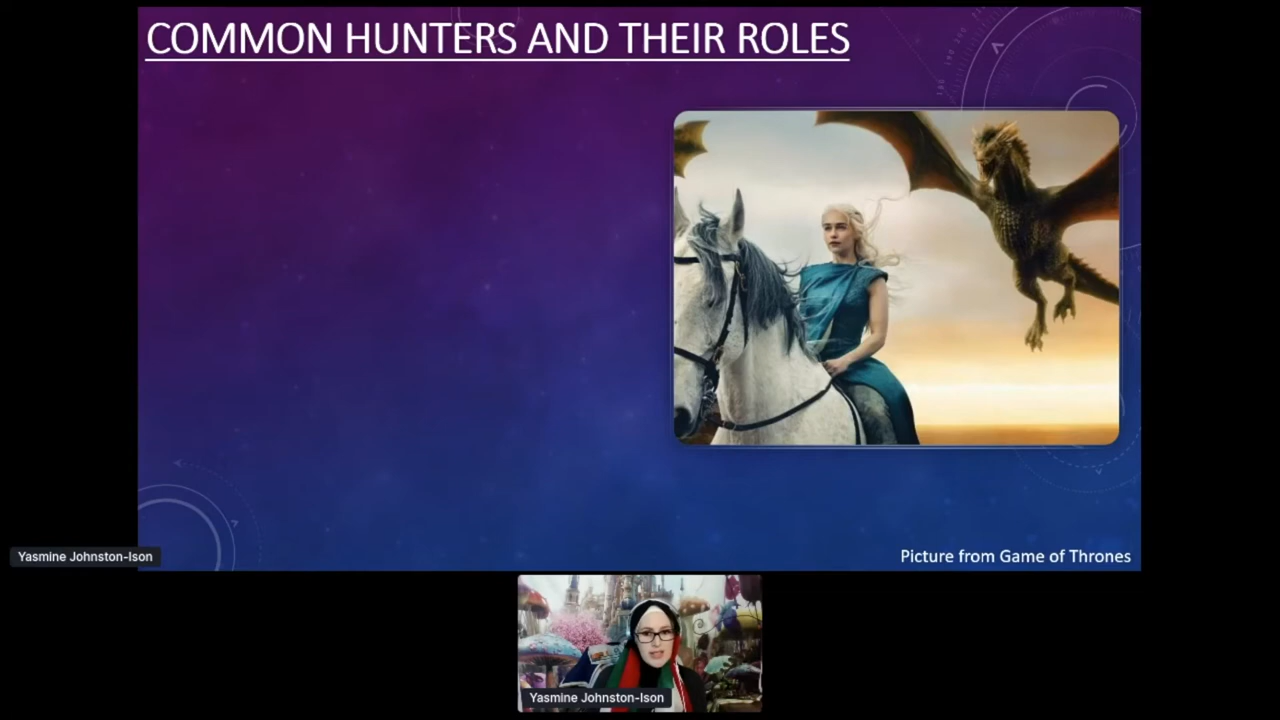 COMMON HUNTERS AND THEIR ROLES
Picture from Game of Thrones
Yasmine Johnston-Ison
Yasmine Johnston-Ison